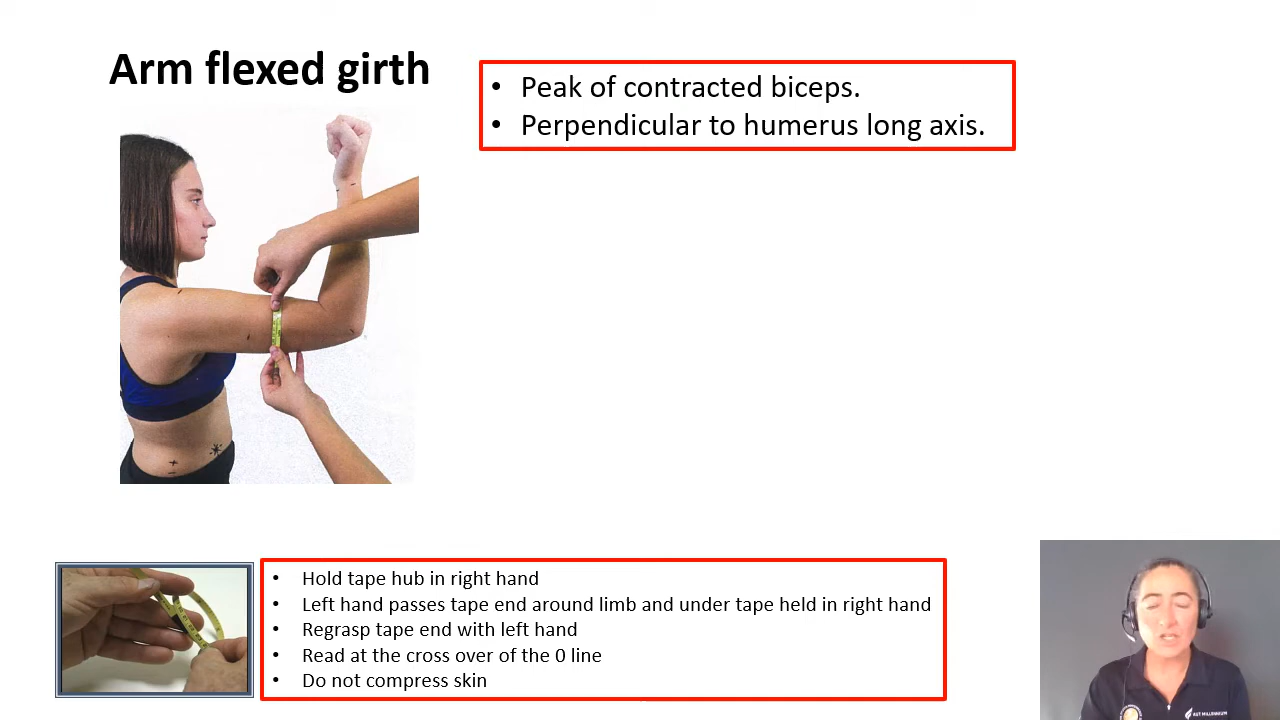 Arm flexed girth
• Peak of contracted biceps.
• Perpendicular to humerus long axis.
• Hold tape hub in right hand
• Left hand passes tape end around limb and under tape held in right hand
• Regrasp tape end with left hand
• Read at the cross over of the 0 line
• Do not compress skin
AUT MILLENNIUM